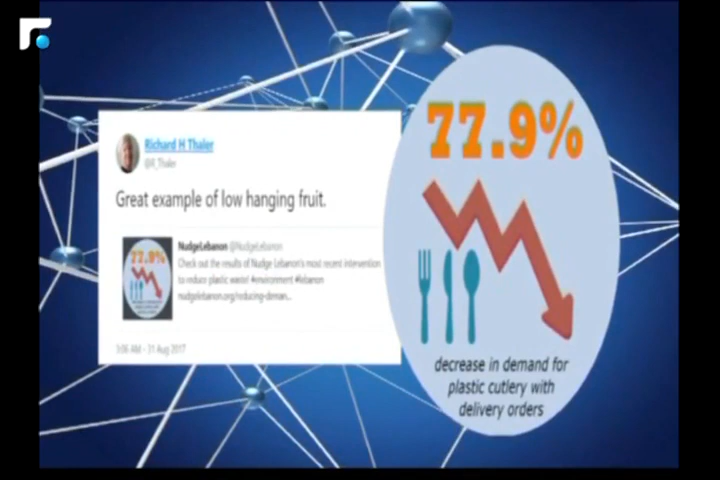 Richard H Thaler
@R_Thaler
Great example of low hanging fruit.
NudgeLebanon @NudgeLebanon
Check out the results of Nudge Lebanon's most recent intervention
to reduce plastic waste! #environment #lebanon
nudgelebanon.org/reducing-deman...
3:06 AM - 31 Aug 2017
77.9%
77.9%
decrease in demand for
plastic cutlery with
delivery orders